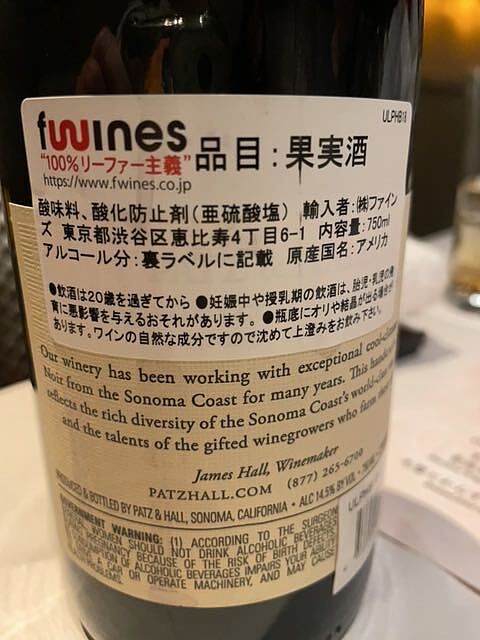 ULPHB18
fwines
"100%リーファー主義" 品目：果実酒
https://www.fwines.co.jp
酸味料、酸化防止剤(亜硫酸塩) 輸入者：㈱ファイン
ズ 東京都渋谷区恵比寿4丁目6-1 内容量：750ml
アルコール分：裏ラベルに記載 原産国名：アメリカ
●飲酒は20歳を過ぎてから ●妊娠中や授乳期の飲酒は、胎児・乳児の発
育に悪影響を与えるおそれがあります。 ●瓶底にオリや結晶が出る場合が
あります。ワインの自然な成分ですので沈めて上澄みをお飲み下さい。
Our winery has been working with exceptional
Noir from the Sonoma Coast for many years. This
reflects the rich diversity of the Sonoma Coast's
and the talents of the gifted winegrowers who farm
James Hall, Winemaker
PATZHALL.COM (877) 265-6700
PRODUCED & BOTTLED BY PATZ & HALL, SONOMA, CALIFORNIA • ALC 14.5% BY VOL
GOVERNMENT WARNING: (1) ACCORDING TO THE SURGEON
WOMEN SHOULD NOT DRINK ALCOHOLIC BEVERAGES
PREGNANCY BECAUSE OF THE RISK OF BIRTH
OF ALCOHOLIC BEVERAGES IMPAIRS YOUR
A CAR OR OPERATE MACHINERY, AND MAY CAUSE
PROBLEMS.